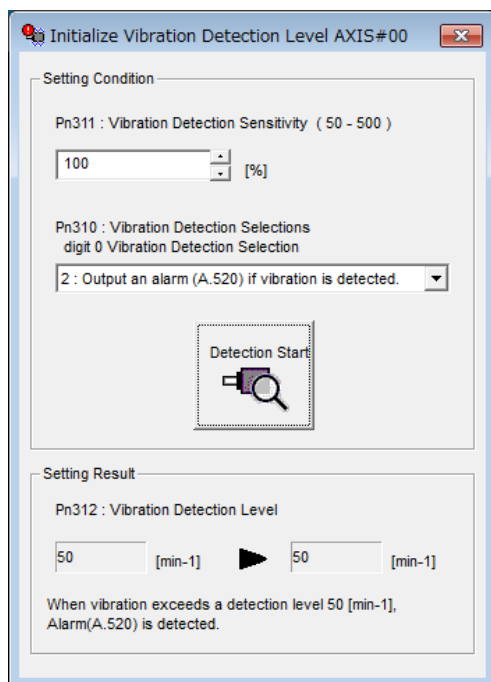 Initialize Vibration Detection Level AXIS#00
Setting Condition
Pn311 : Vibration Detection Sensitivity ( 50 - 500 )
100
[%]
Pn310 : Vibration Detection Selections
digit 0 Vibration Detection Selection
2 : Output an alarm (A.520) if vibration is detected.
Detection Start
Setting Result
Pn312 : Vibration Detection Level
50 [min-1] 50 [min-1]
When vibration exceeds a detection level 50 [min-1],
Alarm(A.520) is detected.